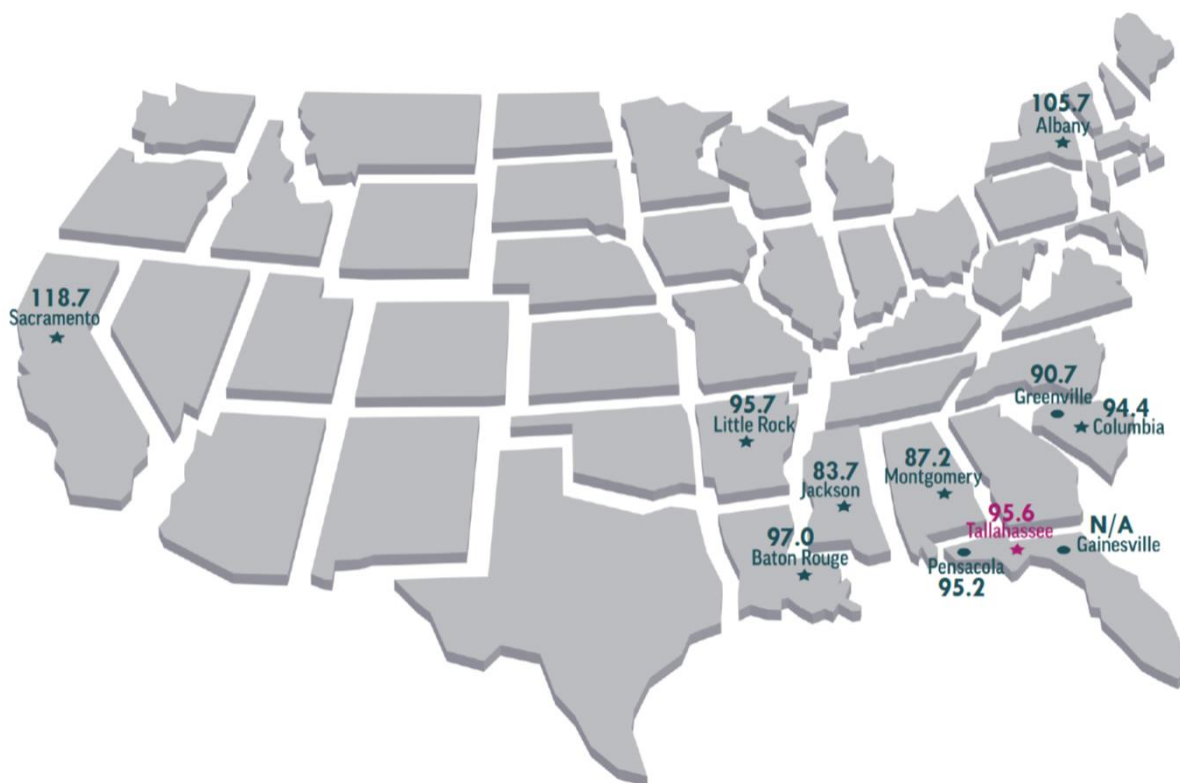 105.7
Albany
118.7
Sacramento
90.7
Greenville
95.7
Little Rock
94.4
Columbia
83.7
Jackson
87.2
Montgomery
95.6
Tallahassee
N/A
Gainesville
97.0
Baton Rouge
Pensacola
95.2